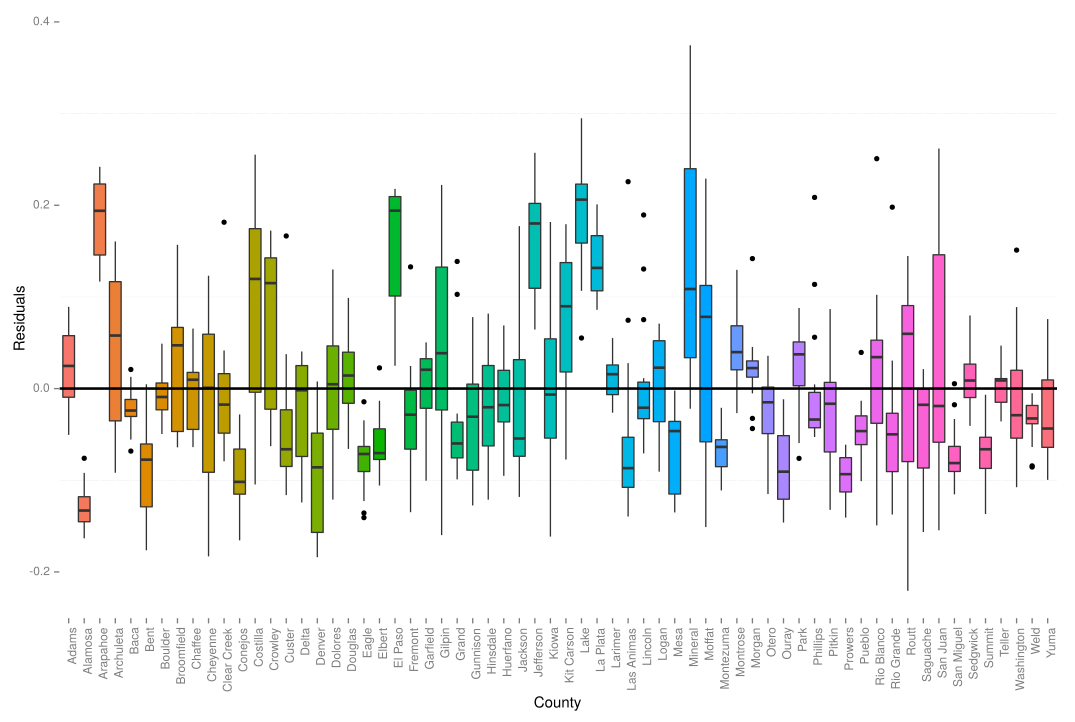 0.4
0.2
0.0
-0.2
Residuals
Adams
Alamosa
Arapahoe
Archuleta
Baca
Bent
Boulder
Broomfield
Chaffee
Cheyenne
Clear Creek
Conejos
Costilla
Crowley
Custer
Delta
Denver
Dolores
Douglas
Eagle
Elbert
El Paso
Fremont
Garfield
Gilpin
Grand
Gunnison
Hinsdale
Huerfano
Jackson
Jefferson
Kiowa
Kit Carson
Lake
La Plata
Larimer
Las Animas
Lincoln
Logan
Mesa
Mineral
Moffat
Montezuma
Montrose
Morgan
Otero
Ouray
Park
Phillips
Pitkin
Prowers
Pueblo
Rio Blanco
Rio Grande
Routt
Saguache
San Juan
San Miguel
Sedgwick
Summit
Teller
Washington
Weld
Yuma
County